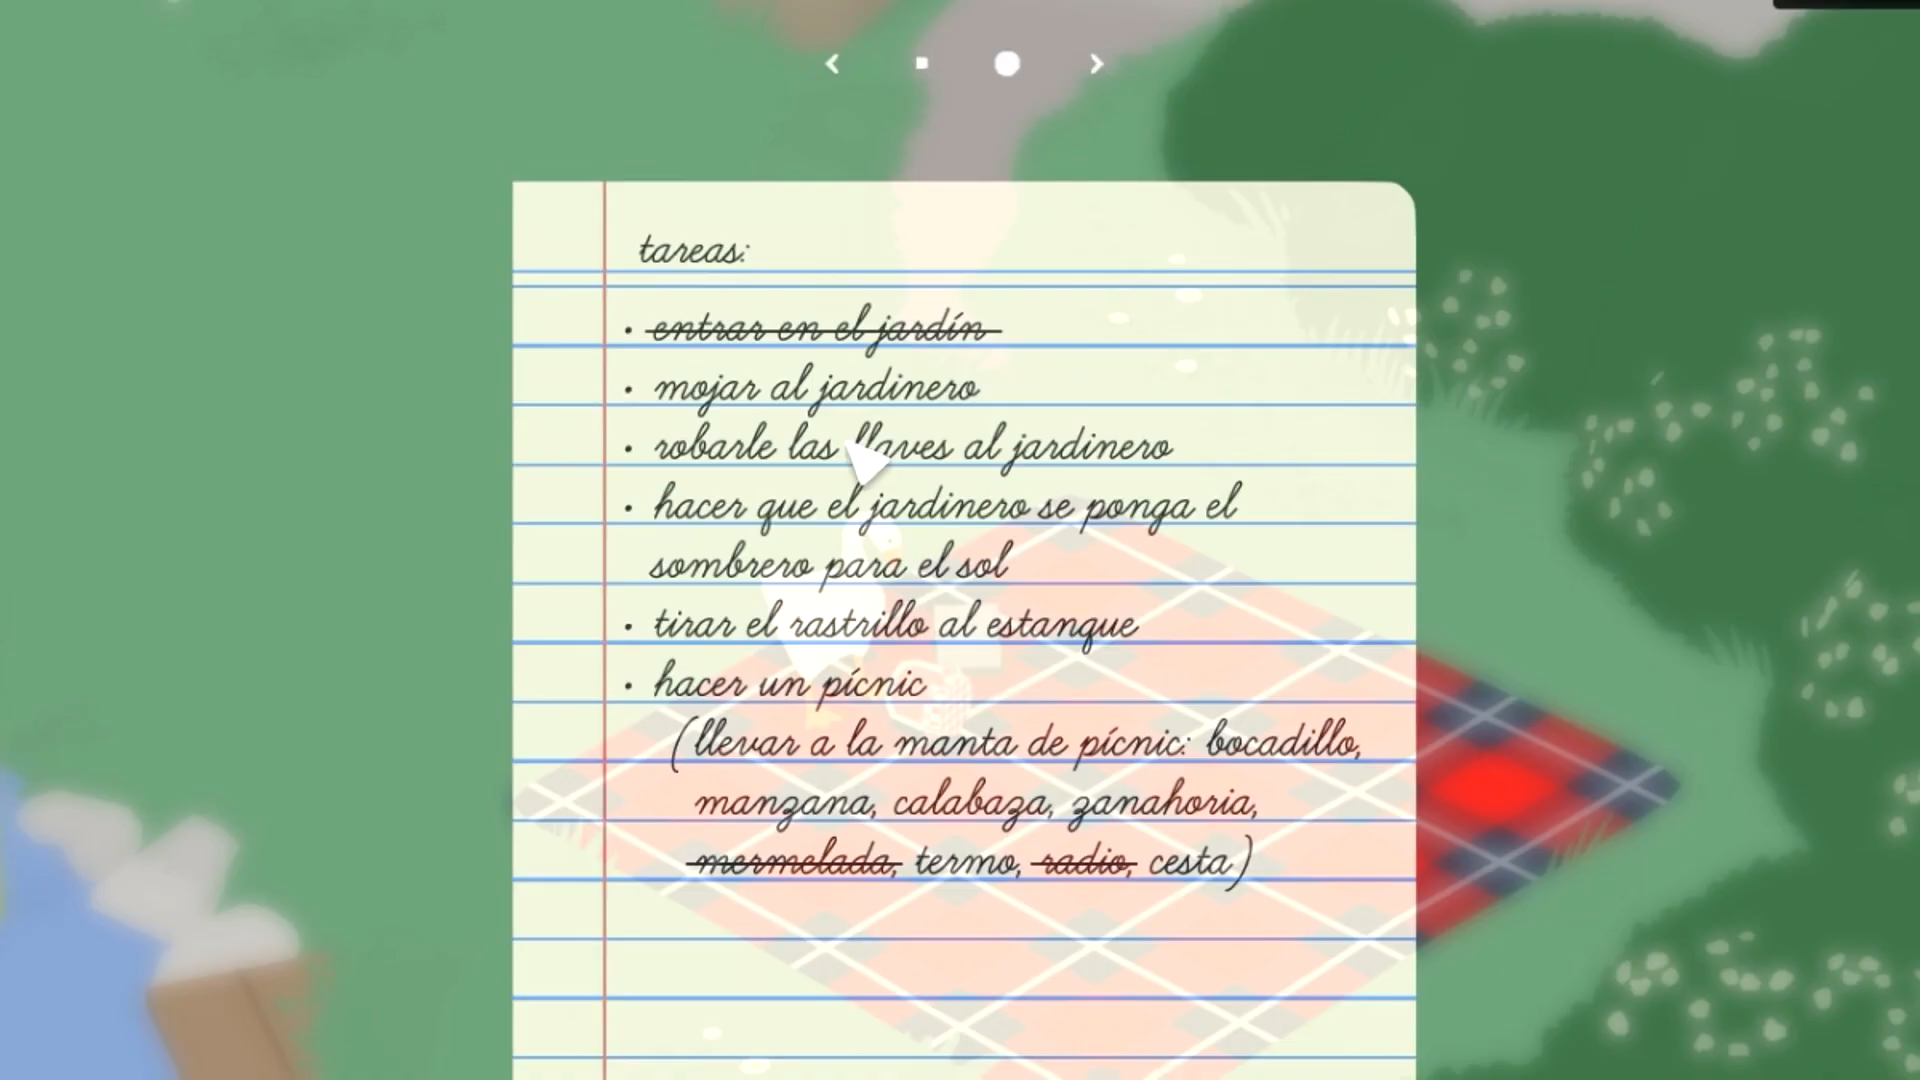 tareas:
• entrar en el jardín
• mojar al jardinero
• robarle las llaves al jardinero
• hacer que el jardinero se ponga el
sombrero para el sol
• tirar el rastrillo al estanque
• hacer un pícnic
(llevar a la manta de pícnic: bocadillo,
manzana, calabaza, zanahoria,
mermelada, termo, radio, cesta)